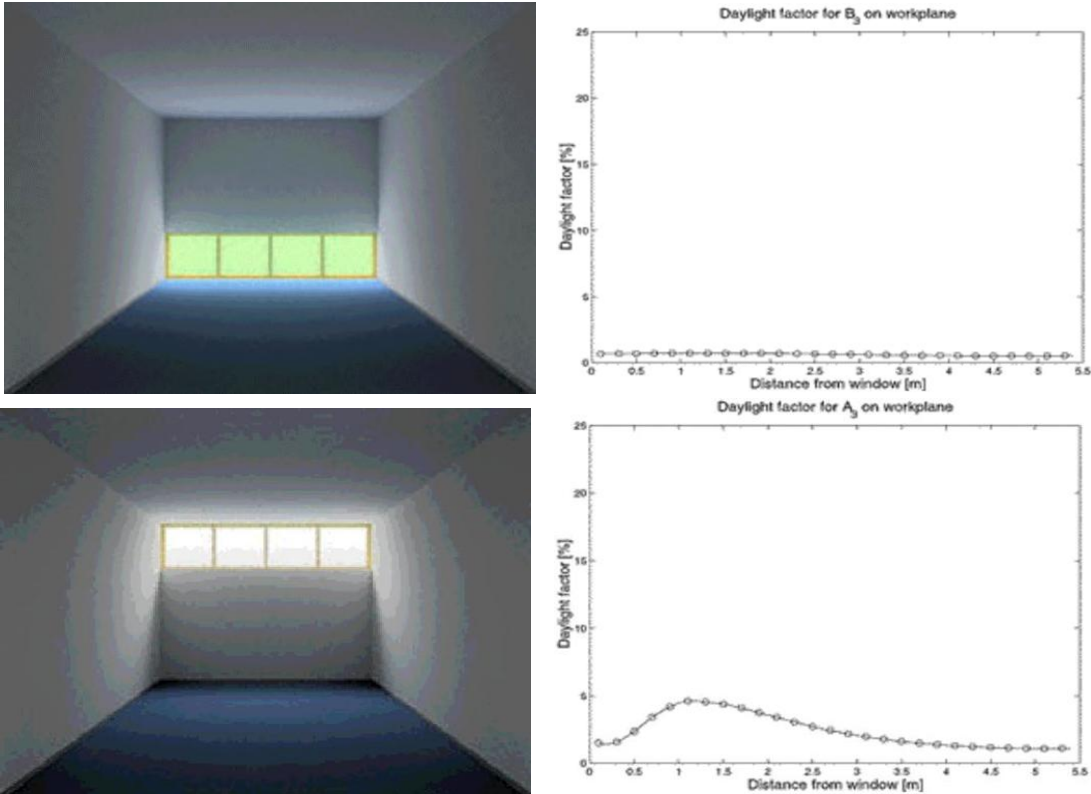 Daylight factor for B3 on workplane
Daylight factor [%]
25
20
15
10
5
0
0 0.5 1 1.5 2 2.5 3 3.5 4 4.5 5 5.5
Distance from window [m]
Daylight factor for A3 on workplane
Daylight factor [%]
25
20
15
10
5
0
0 0.5 1 1.5 2 2.5 3 3.5 4 4.5 5 5.5
Distance from window [m]